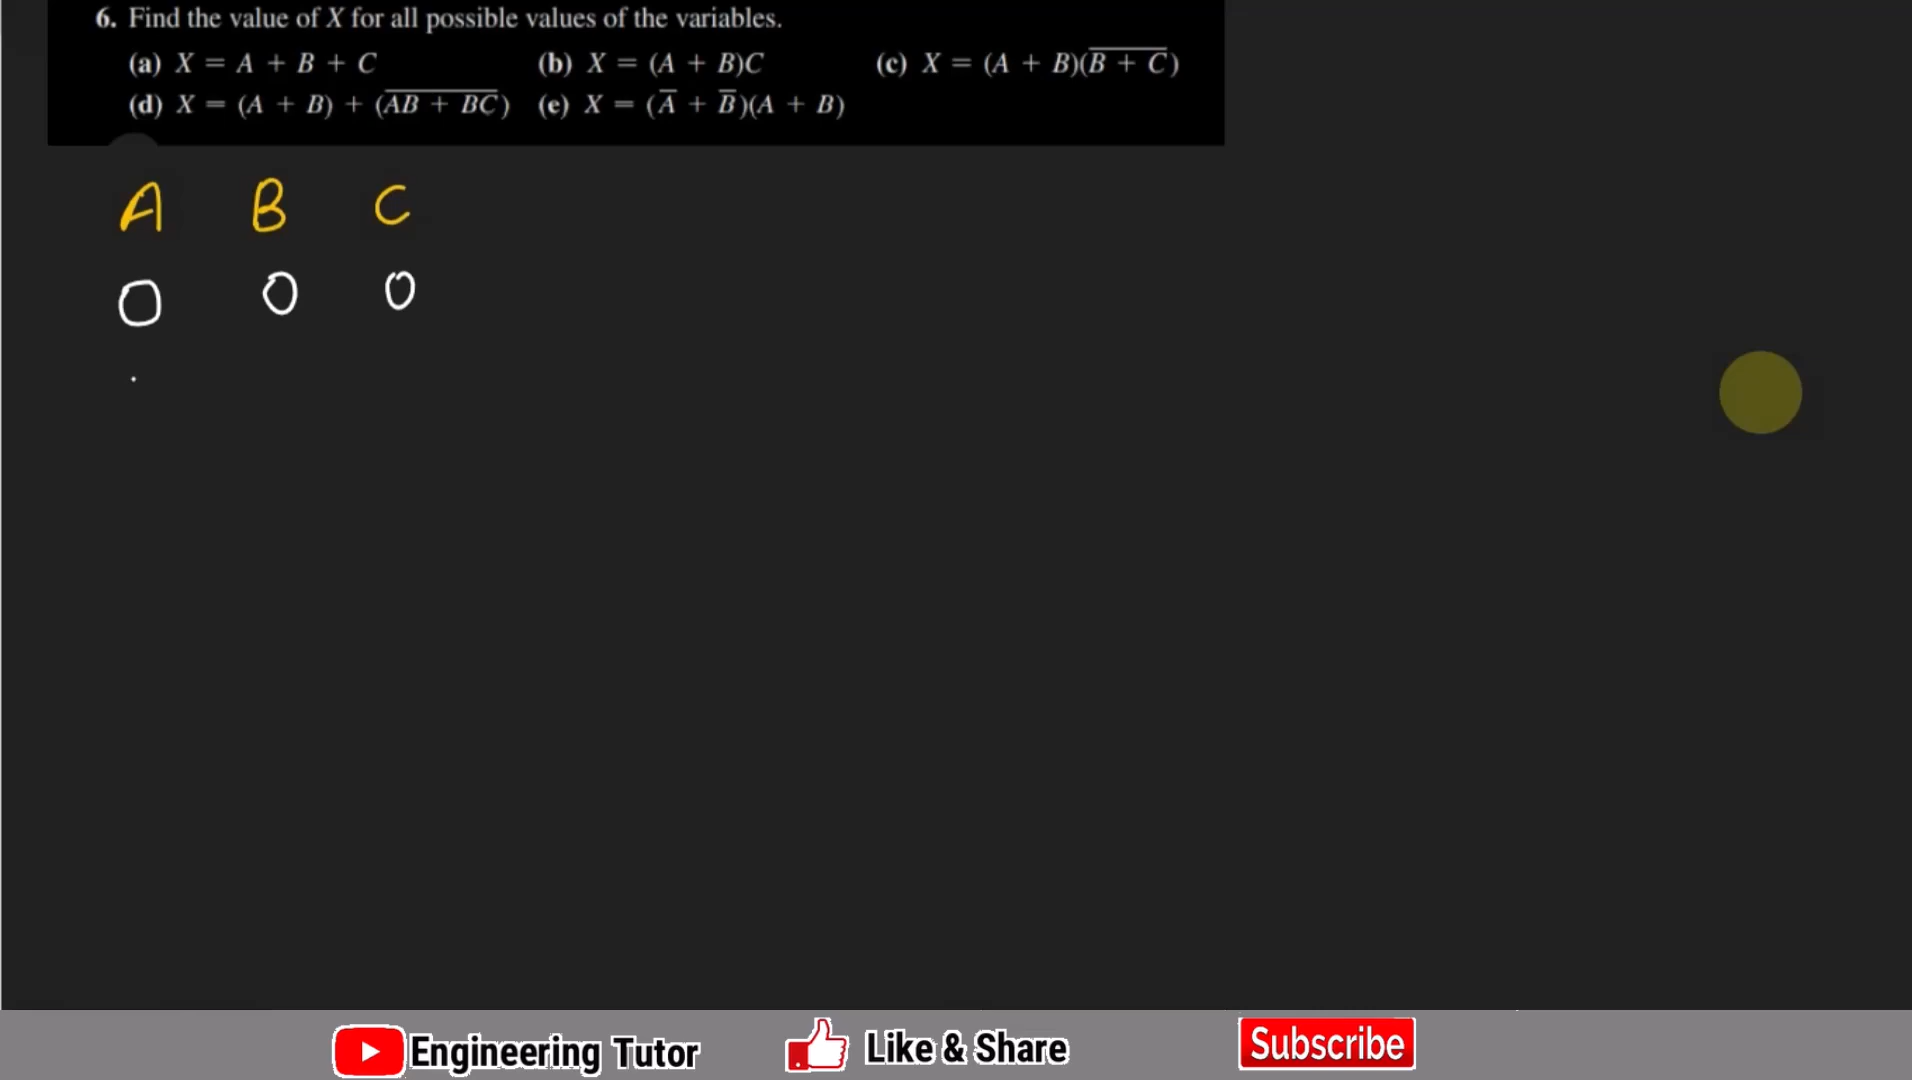 6. Find the value of X for all possible values of the variables.
(a) X = A + B + C (b) X = (A + B)C (c) X = (A + B)(B̅ ̅+̅ ̅C̅)
(d) X = (A + B) + (A̅B̅ ̅+̅ ̅B̅C̅) (e) X = (A̅ + B̅)(A + B)
A B C
0 0 0
Engineering Tutor Like & Share Subscribe